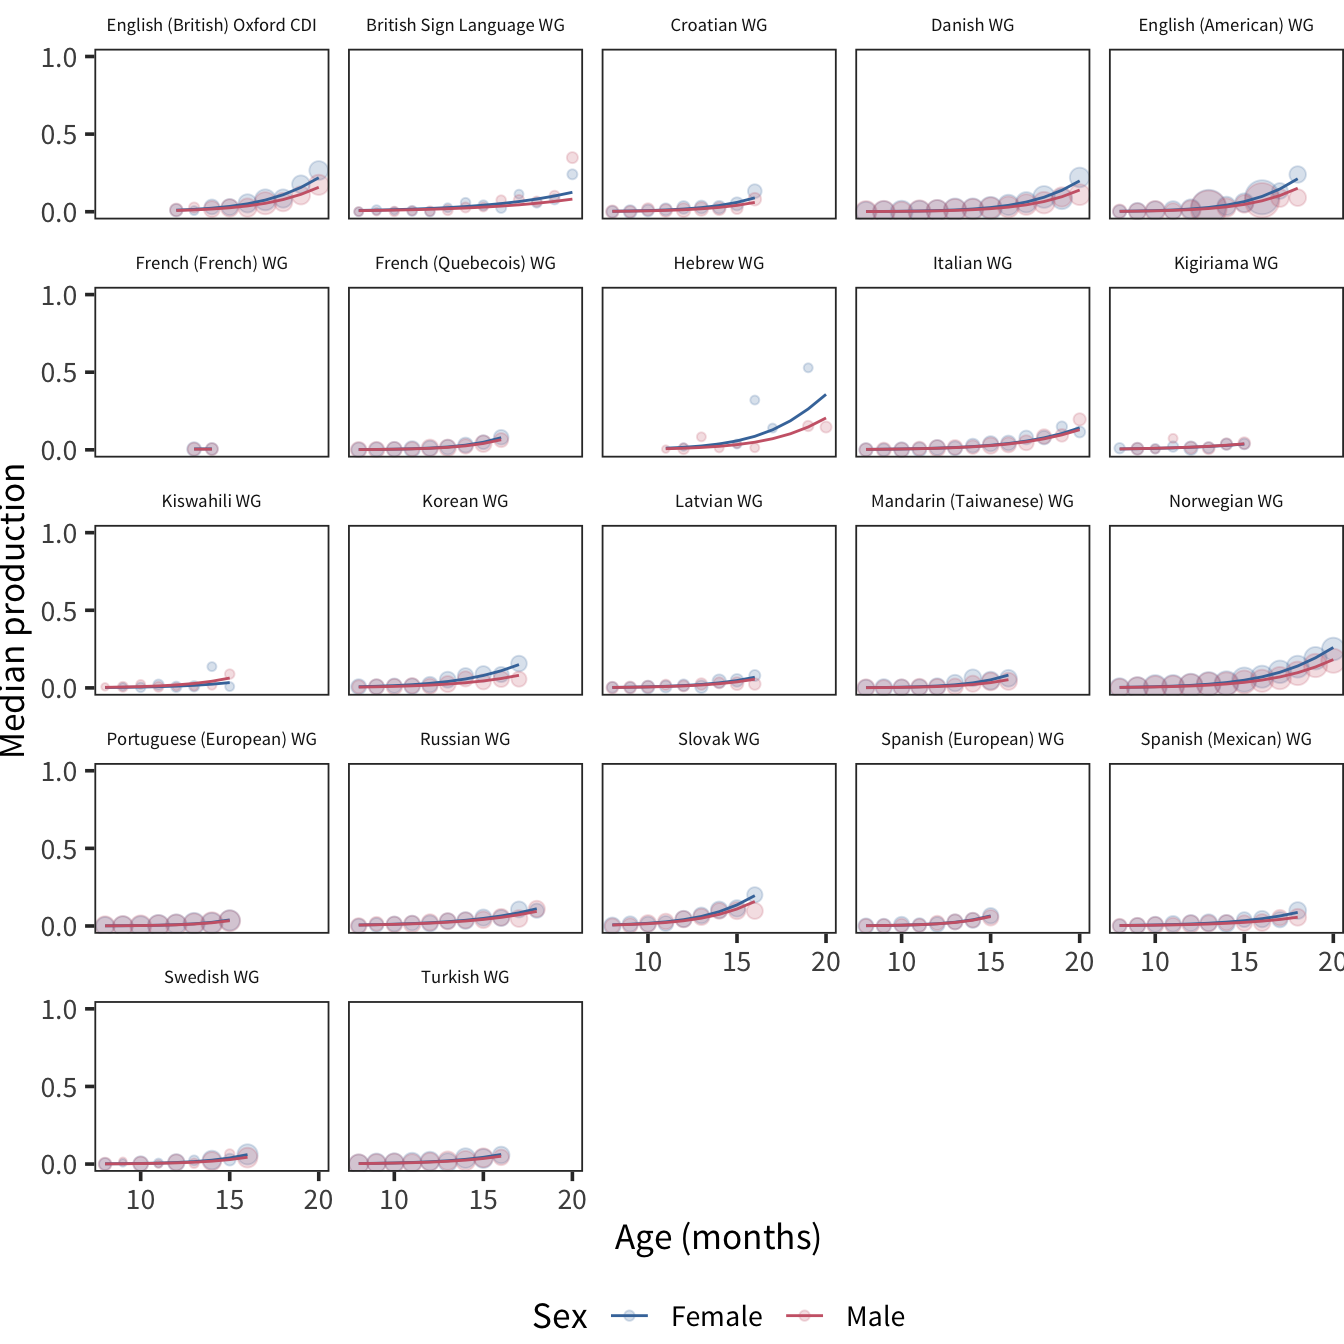 English (British) Oxford CDI
British Sign Language WG
Croatian WG
Danish WG
English (American) WG
1.0
0.5
0.0
French (French) WG
French (Quebecois) WG
Hebrew WG
Italian WG
Kigiriama WG
1.0
0.5
0.0
Kiswahili WG
Korean WG
Latvian WG
Mandarin (Taiwanese) WG
Norwegian WG
1.0
0.5
0.0
Median production
Portuguese (European) WG
Russian WG
Slovak WG
Spanish (European) WG
Spanish (Mexican) WG
1.0
0.5
0.0
10 15 20
10 15 20
10 15 20
Swedish WG
Turkish WG
1.0
0.5
0.0
10 15 20
10 15 20
Age (months)
Sex Female Male